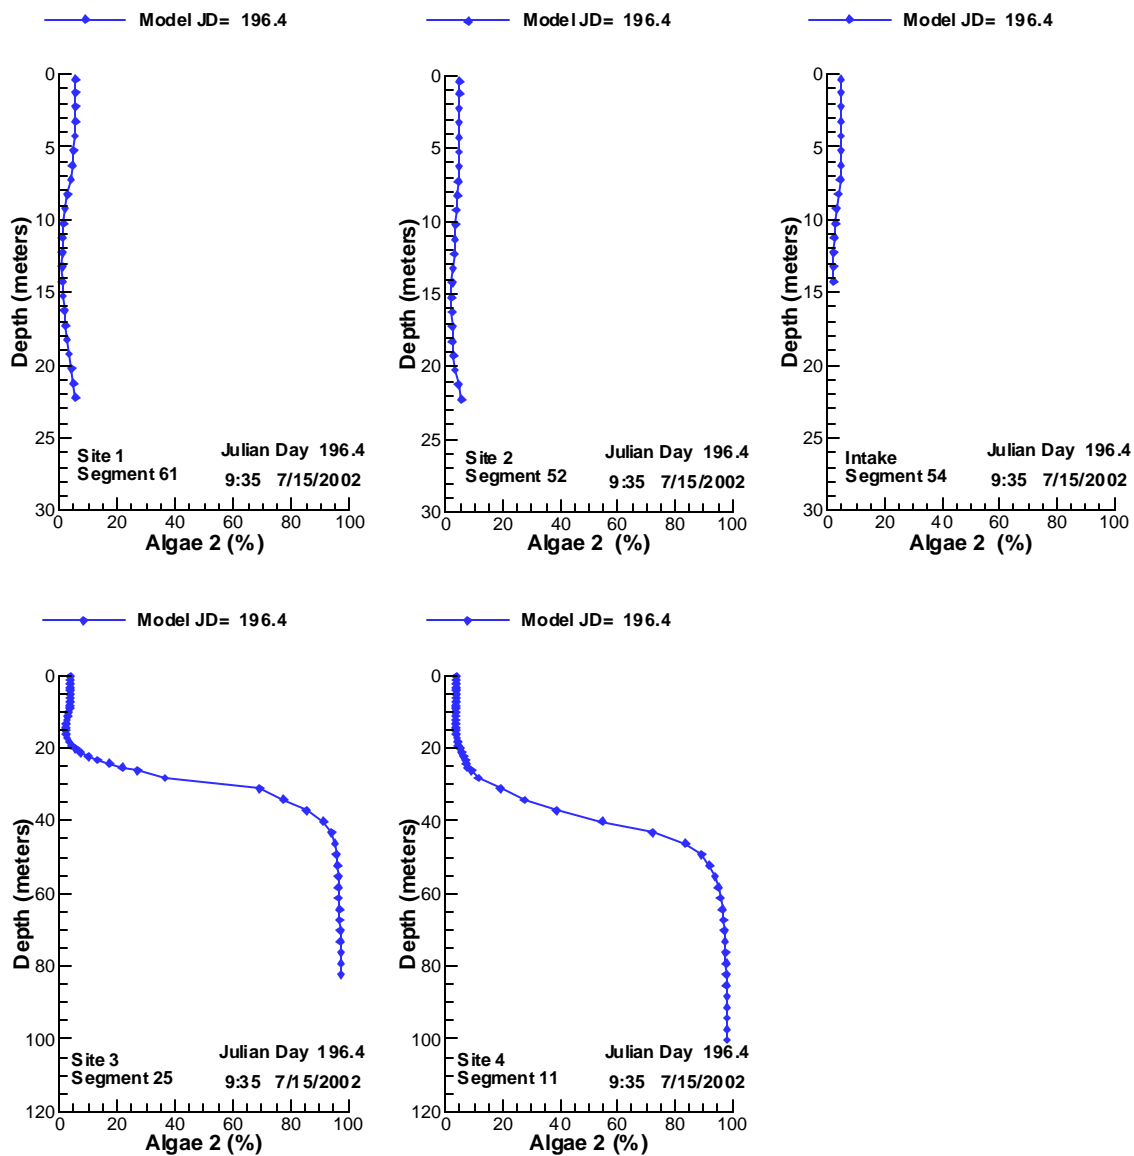 Model JD= 196.4
0
5
10
15
20
25
30
0 20 40 60 80 100
Depth (meters)
Algae 2 (%)
Site 1
Segment 61
Julian Day 196.4
9:35 7/15/2002
Model JD= 196.4
0
5
10
15
20
25
30
0 20 40 60 80 100
Depth (meters)
Algae 2 (%)
Site 2
Segment 52
Julian Day 196.4
9:35 7/15/2002
Model JD= 196.4
0
5
10
15
20
25
30
0 20 40 60 80 100
Depth (meters)
Algae 2 (%)
Intake
Segment 54
Julian Day 196.4
9:35 7/15/2002
Model JD= 196.4
0
20
40
60
80
100
120
0 20 40 60 80 100
Depth (meters)
Algae 2 (%)
Site 3
Segment 25
Julian Day 196.4
9:35 7/15/2002
Model JD= 196.4
0
20
40
60
80
100
120
0 20 40 60 80 100
Depth (meters)
Algae 2 (%)
Site 4
Segment 11
Julian Day 196.4
9:35 7/15/2002